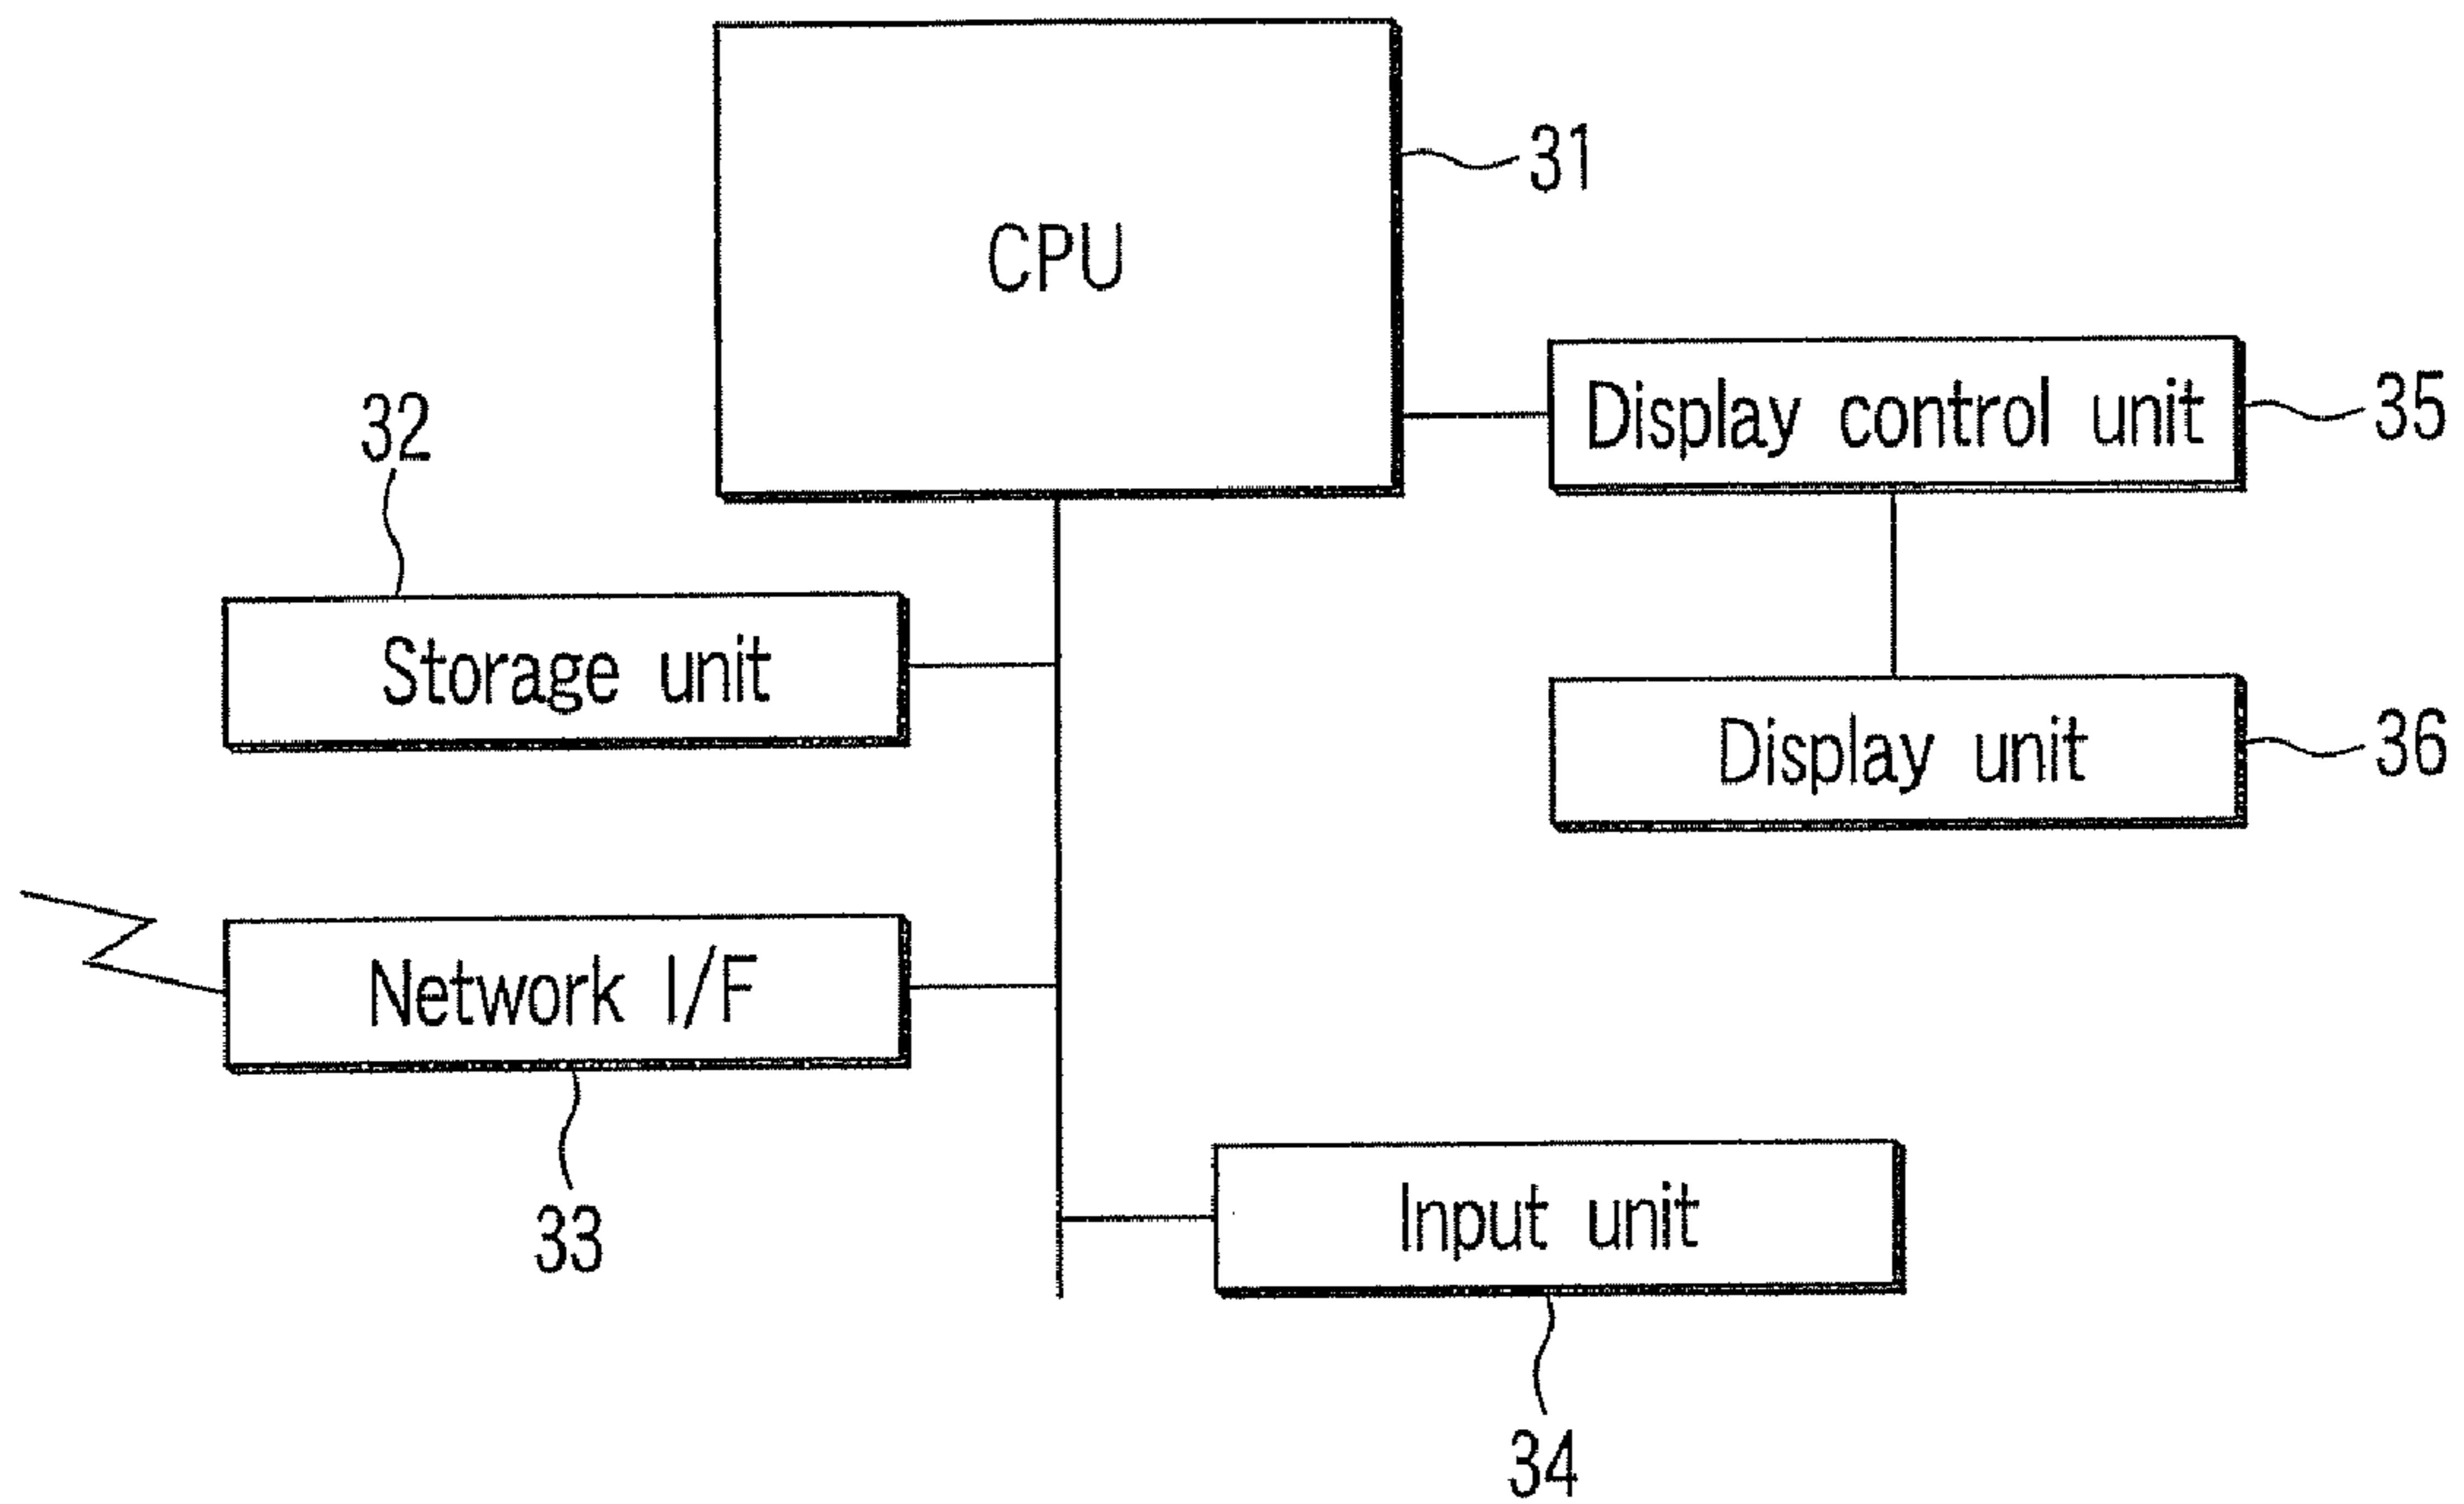 31
CPU
32
Display control unit
35
Storage unit
Display unit
36
Network I/F
33
Input unit
34